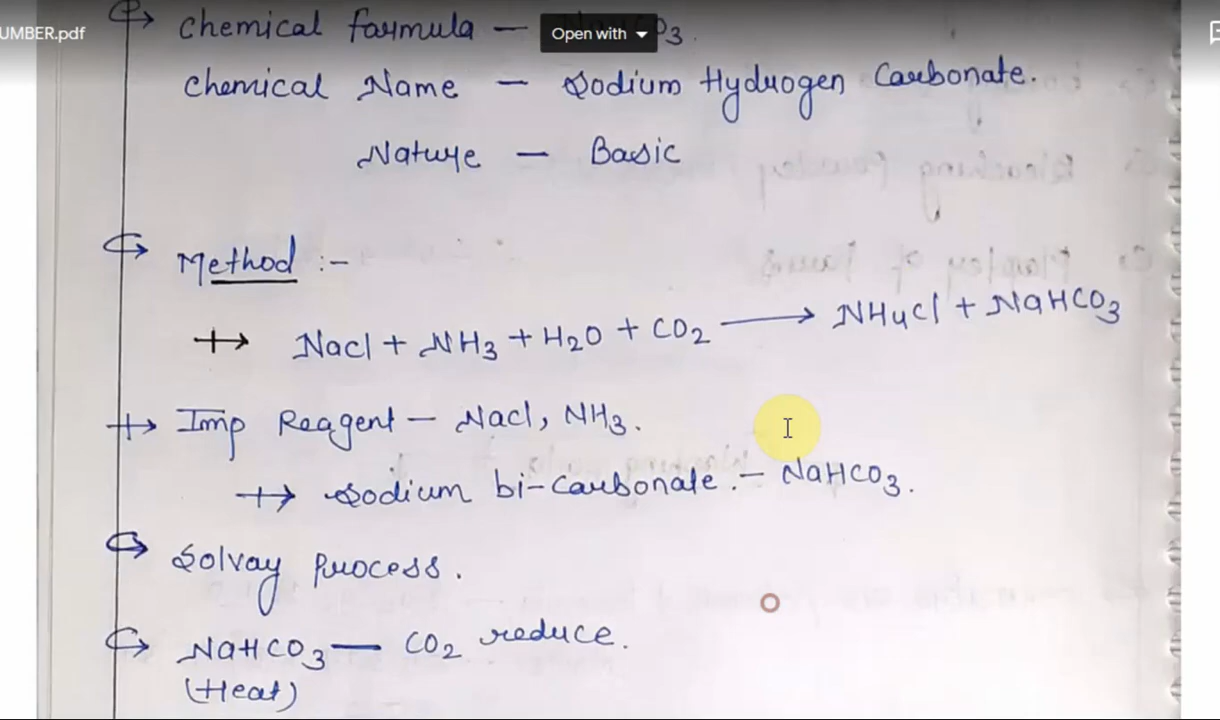 UMBER.pdf
Open with
Chemical formula –
Chemical Name – Sodium Hydrogen Carbonate.
Nature – Basic
Method :-
NaCl + NH3 + H2O + CO2 ⟶ NH4Cl + NaHCO3
Imp Reagent – NaCl, NH3.
Sodium bi-carbonate :– NaHCO3.
Solvay process.
NaHCO3 — CO2 reduce.
(Heat)